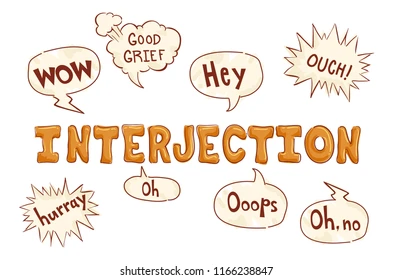 WOW
GOOD
GRIEF
Hey
OUCH!
INTERJECTION
hurray
Oh
Ooops
Oh, no
shutterstock.com · 1166238847